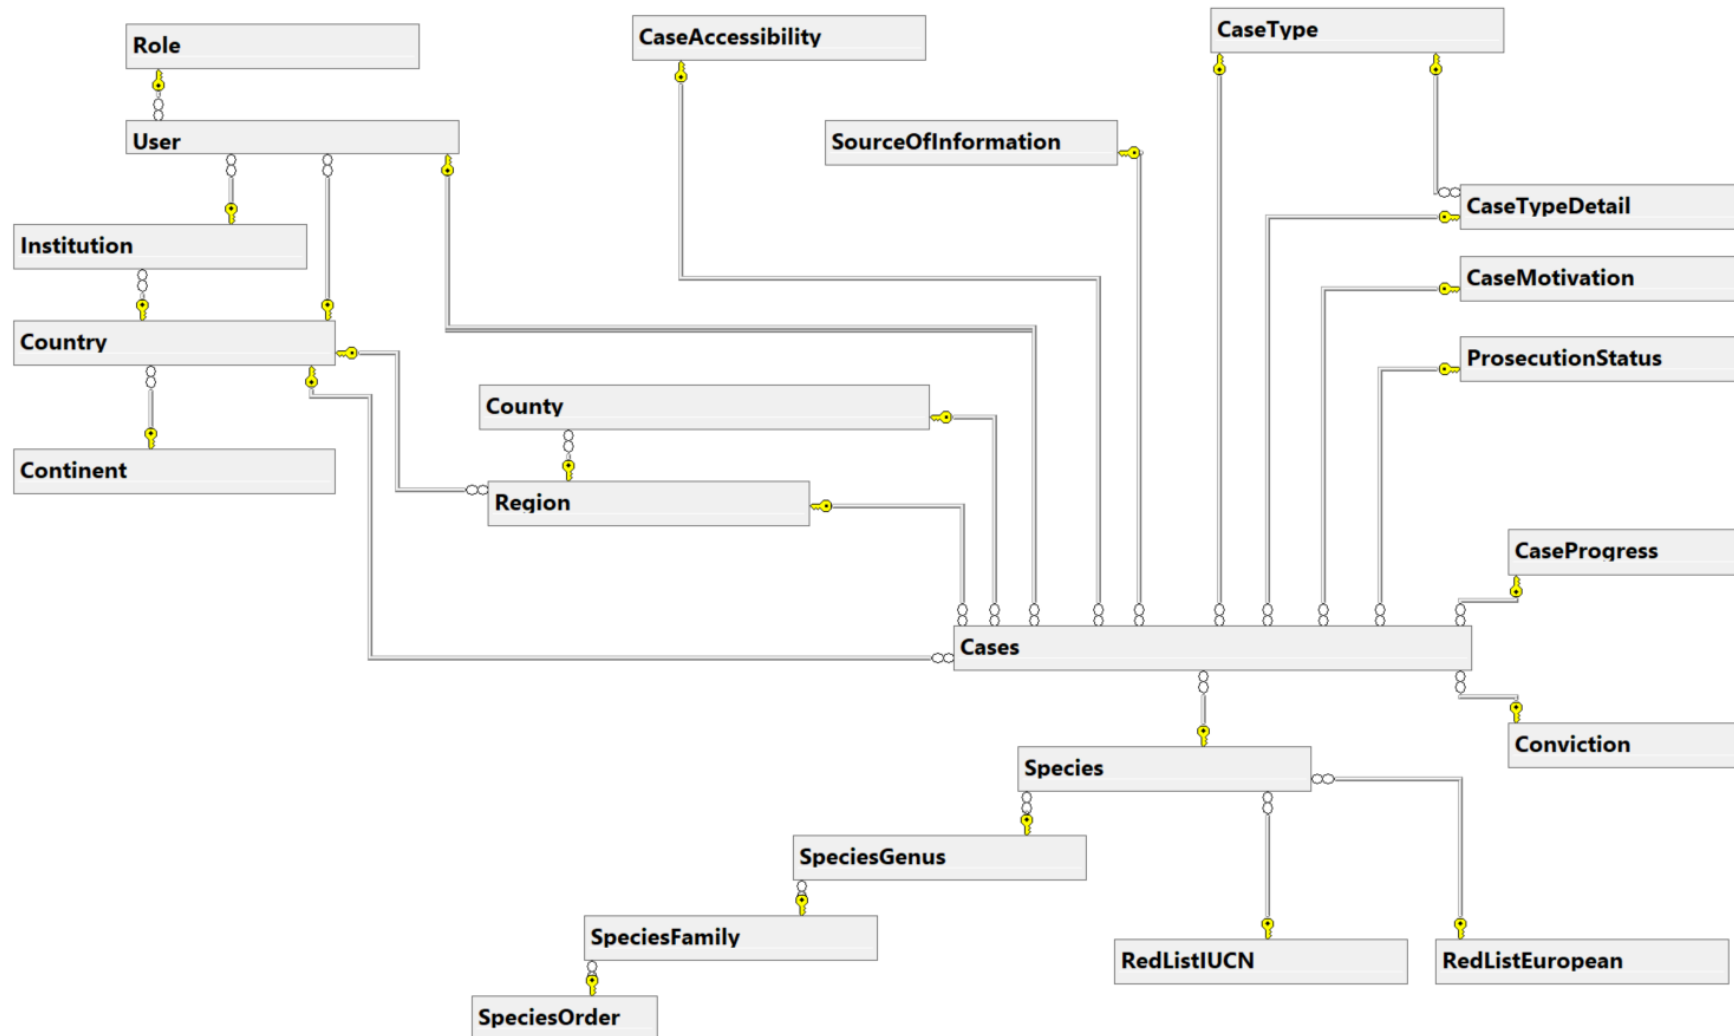 Role
CaseAccessibility
CaseType
User
SourceOfInformation
CaseTypeDetail
Institution
CaseMotivation
Country
ProsecutionStatus
County
Continent
Region
CaseProgress
Cases
Conviction
Species
SpeciesGenus
SpeciesFamily
RedListIUCN
RedListEuropean
SpeciesOrder